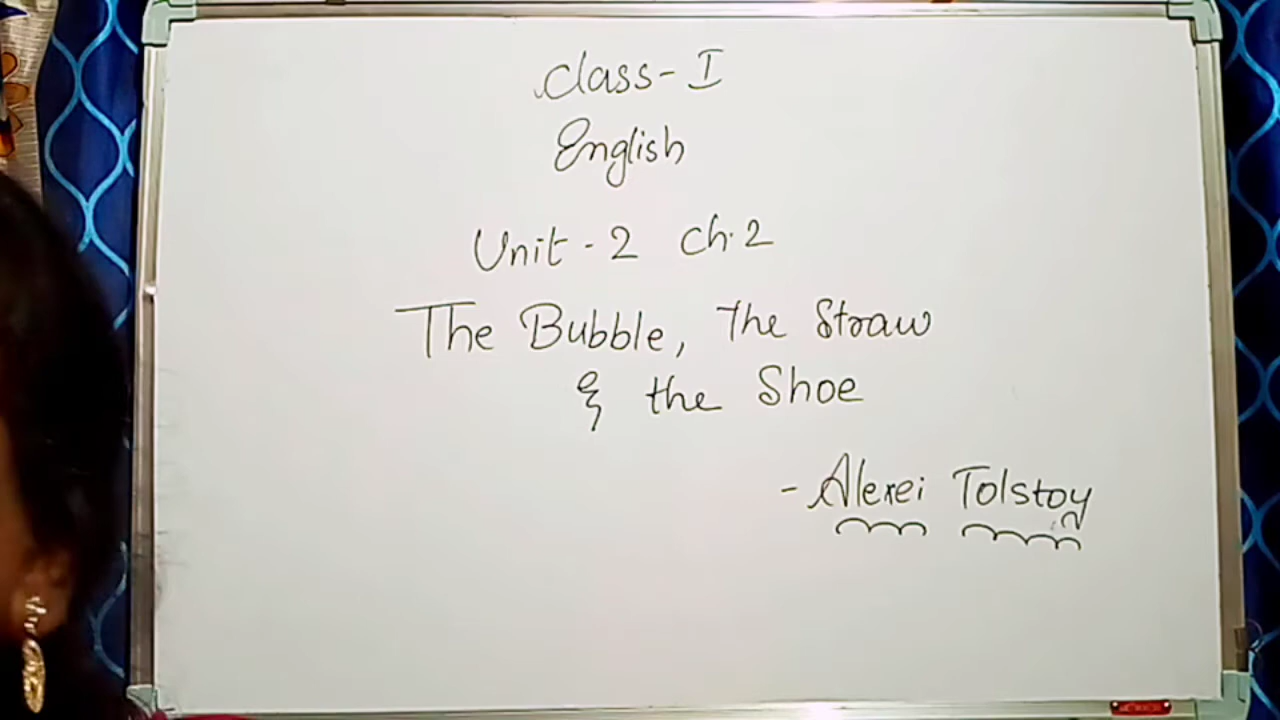 Class - I
English
Unit - 2 Ch. 2
The Bubble, The Straw
& the Shoe
- Alexei Tolstoy